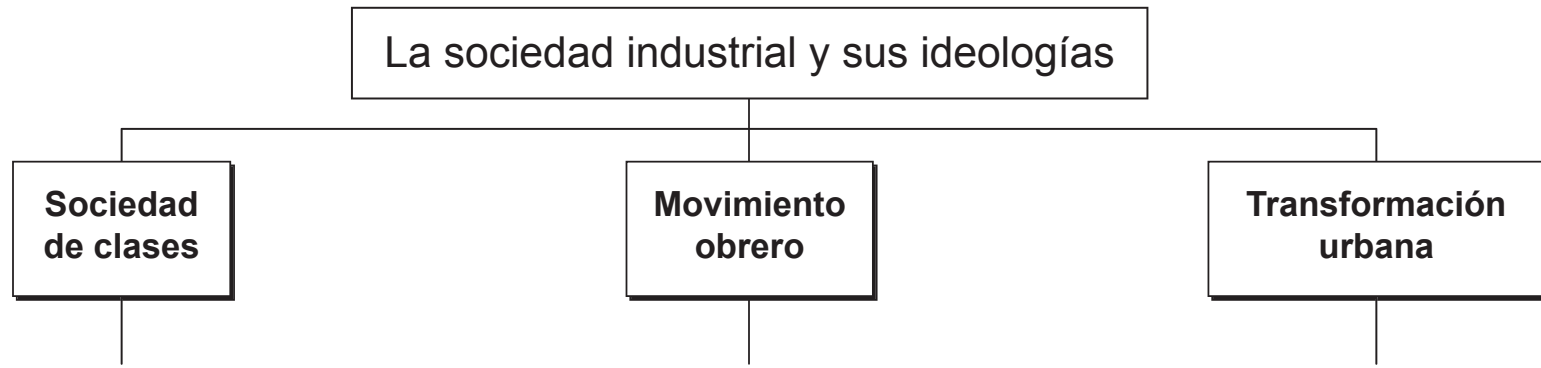 La sociedad industrial y sus ideologías
Sociedad
de clases
Movimiento
obrero
Transformación
urbana